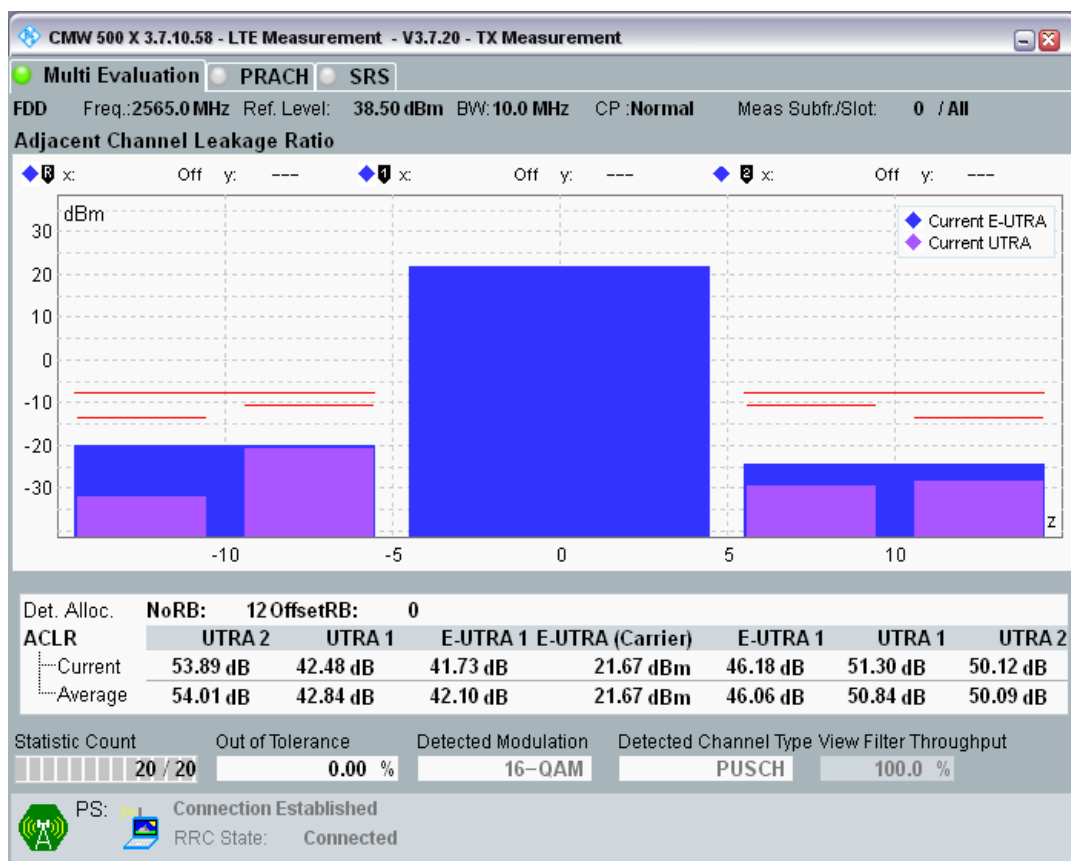 CMW 500 X 3.7.10.58 - LTE Measurement - V3.7.20 - TX Measurement
Multi Evaluation PRACH SRS
FDD Freq.:2565.0 MHz Ref. Level: 38.50 dBm BW: 10.0 MHz CP :Normal Meas Subfr./Slot: 0 / All
Adjacent Channel Leakage Ratio
R x: Off y: --- 1 x: Off y: --- 2 x: Off y: ---
dBm
Current E-UTRA
Current UTRA
30
20
10
0
-10
-20
-30
z
-10 -5 0 5 10
Det. Alloc. NoRB: 12 OffsetRB: 0
ACLR UTRA 2 UTRA 1 E-UTRA 1 E-UTRA (Carrier) E-UTRA 1 UTRA 1 UTRA 2
Current 53.89 dB 42.48 dB 41.73 dB 21.67 dBm 46.18 dB 51.30 dB 50.12 dB
Average 54.01 dB 42.84 dB 42.10 dB 21.67 dBm 46.06 dB 50.84 dB 50.09 dB
Statistic Count Out of Tolerance Detected Modulation Detected Channel Type View Filter Throughput
20 / 20 0.00 % 16-QAM PUSCH 100.0 %
PS: Connection Established
RRC State: Connected